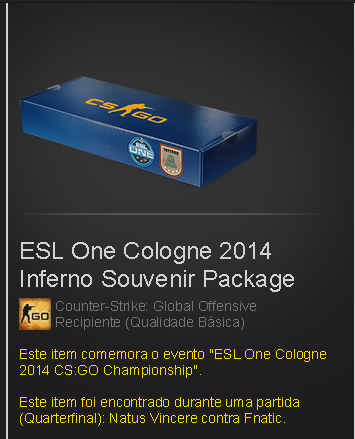 CS GO
ESL
ONE
ESL One Cologne 2014
Inferno Souvenir Package
GO
Counter-Strike: Global Offensive
Recipiente (Qualidade Básica)
Este item comemora o evento "ESL One Cologne
2014 CS:GO Championship".
Este item foi encontrado durante uma partida
(Quarterfinal): Natus Vincere contra Fnatic.